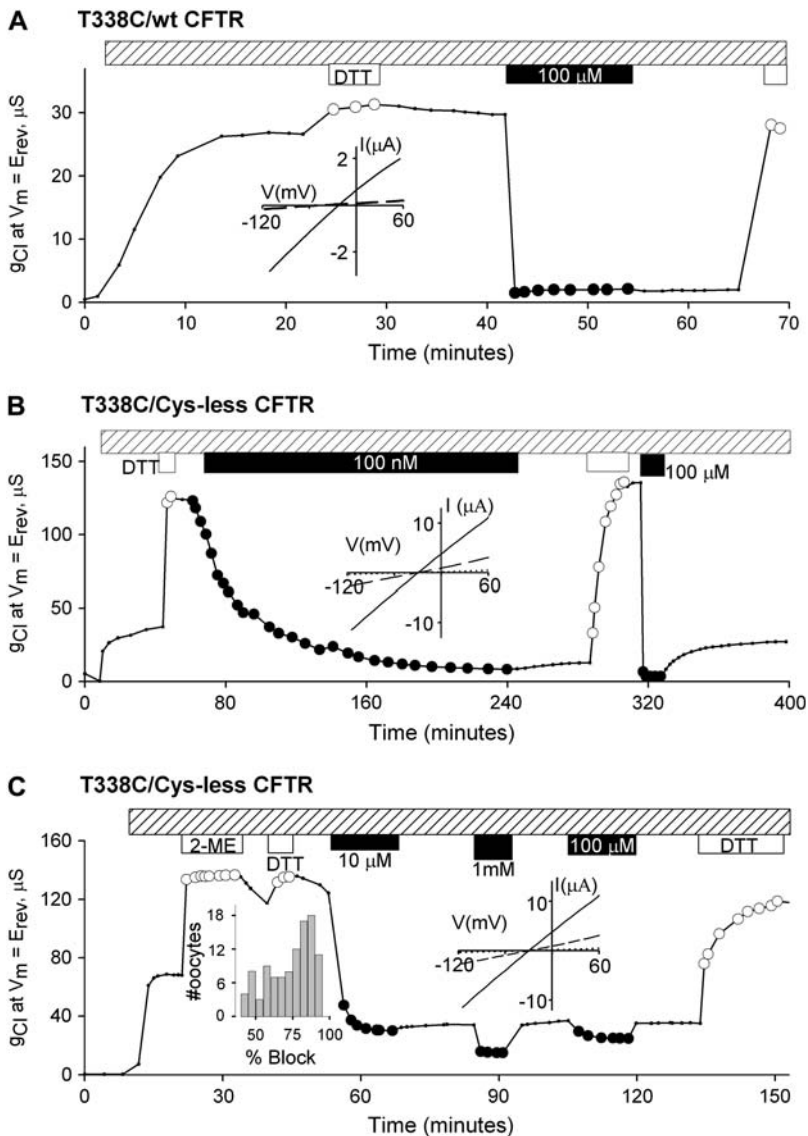 A T338C/wt CFTR
DTT
100 μM
gCl at Vm = Erev, μS
30
20
10
0
I(μA)
2
V(mV)
-120
60
-2
0 10 20 30 40 50 60 70
Time (minutes)
B T338C/Cys-less CFTR
DTT
100 nM
100 μM
gCl at Vm = Erev, μS
150
100
50
0
I (μA)
10
V(mV)
-120
60
-10
0 80 160 240 320 400
Time (minutes)
C T338C/Cys-less CFTR
2-ME
DTT
10 μM
1mM
100 μM
DTT
gCl at Vm = Erev, μS
160
120
80
40
0
#oocytes
18
12
6
0
50 75 100
% Block
I(μA)
10
V(mV)
-120
60
-10
0 30 60 90 120 150
Time (minutes)